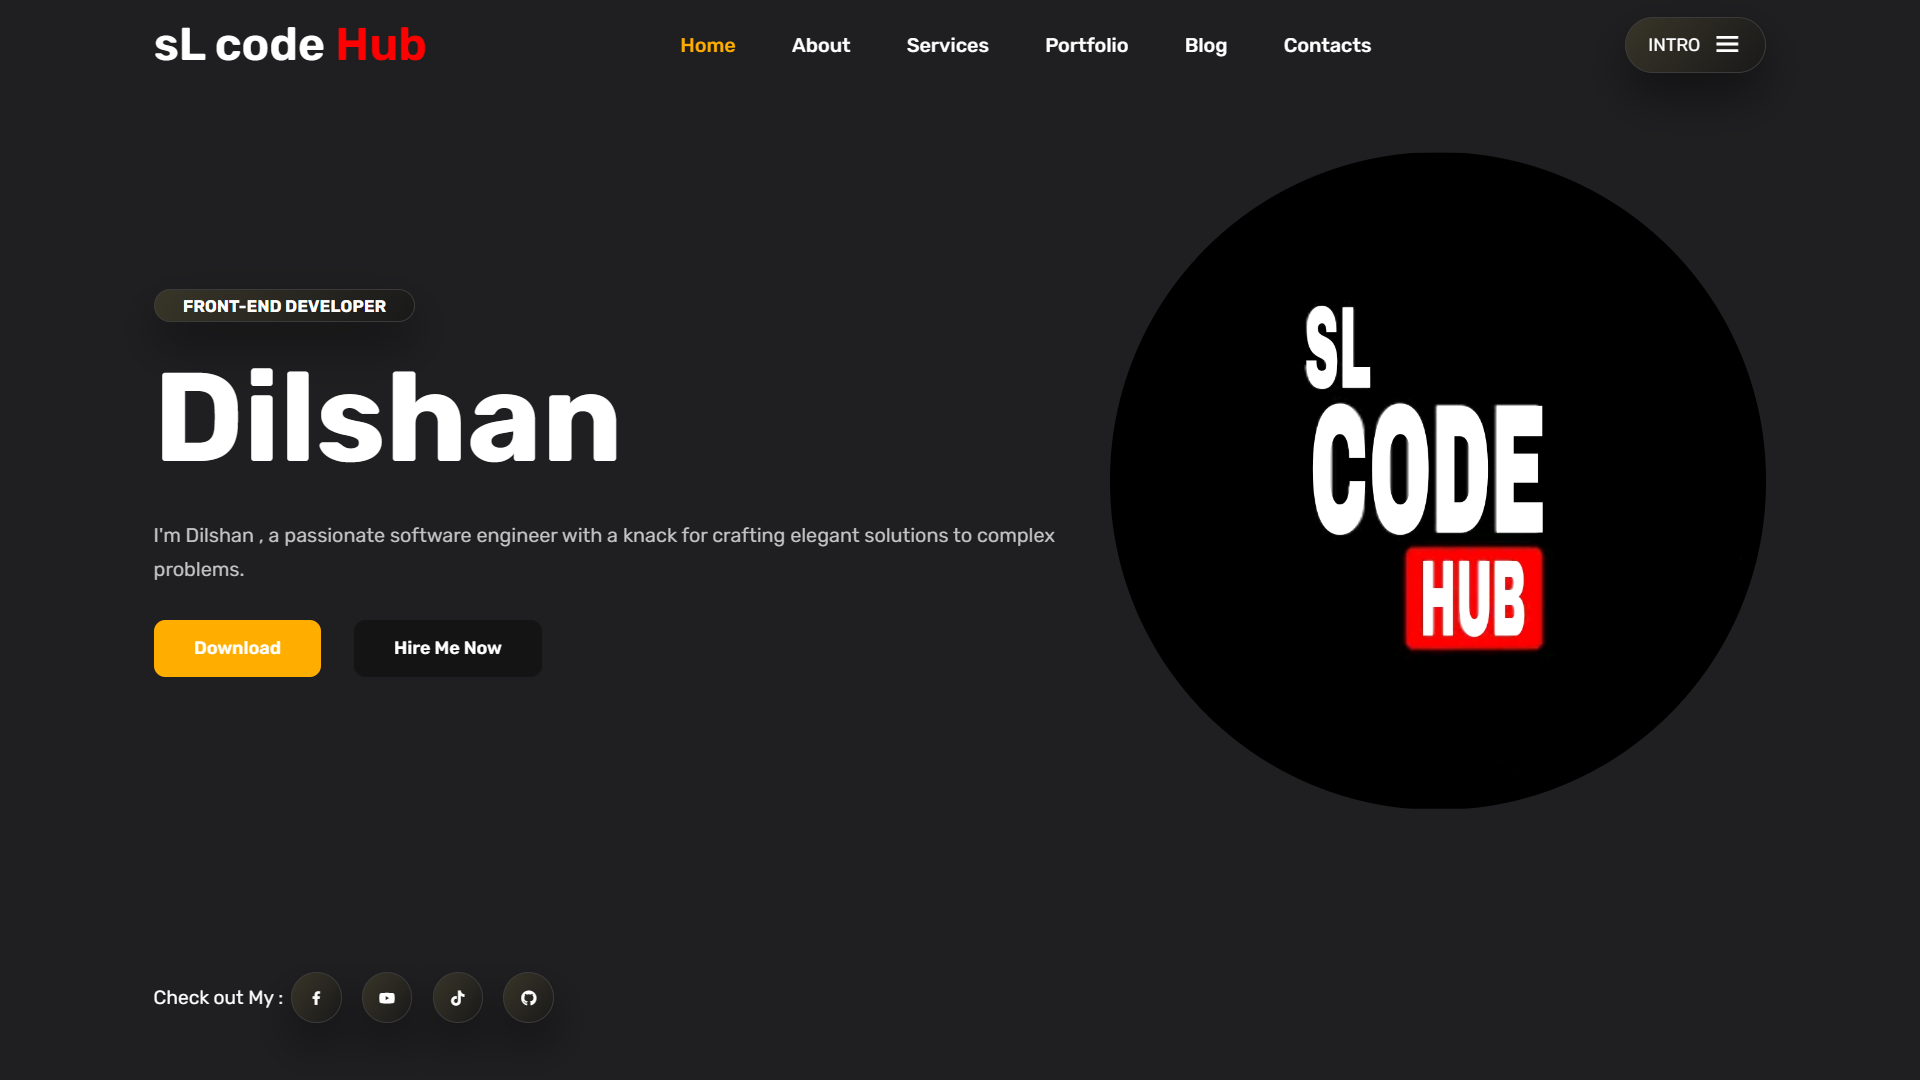 sL code Hub
Home About Services Portfolio Blog Contacts
INTRO
FRONT-END DEVELOPER
Dilshan
I'm Dilshan , a passionate software engineer with a knack for crafting elegant solutions to complex
problems.
Download Hire Me Now
SL
CODE
HUB
Check out My :